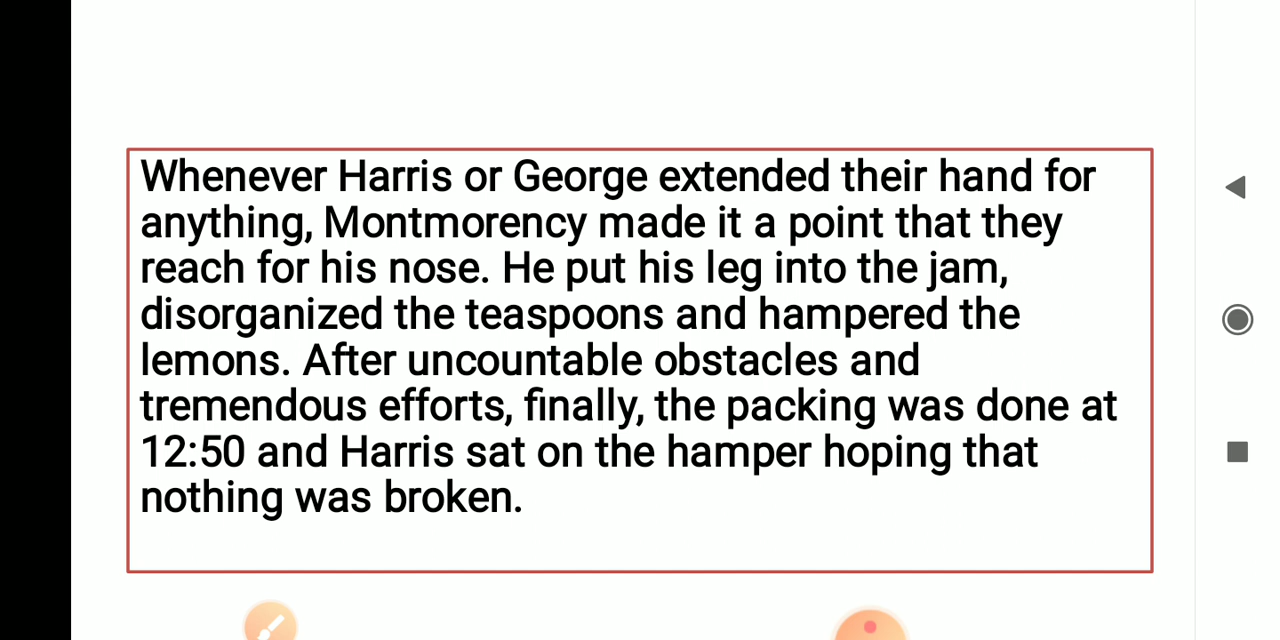 Whenever Harris or George extended their hand for
anything, Montmorency made it a point that they
reach for his nose. He put his leg into the jam,
disorganized the teaspoons and hampered the
lemons. After uncountable obstacles and
tremendous efforts, finally, the packing was done at
12:50 and Harris sat on the hamper hoping that
nothing was broken.